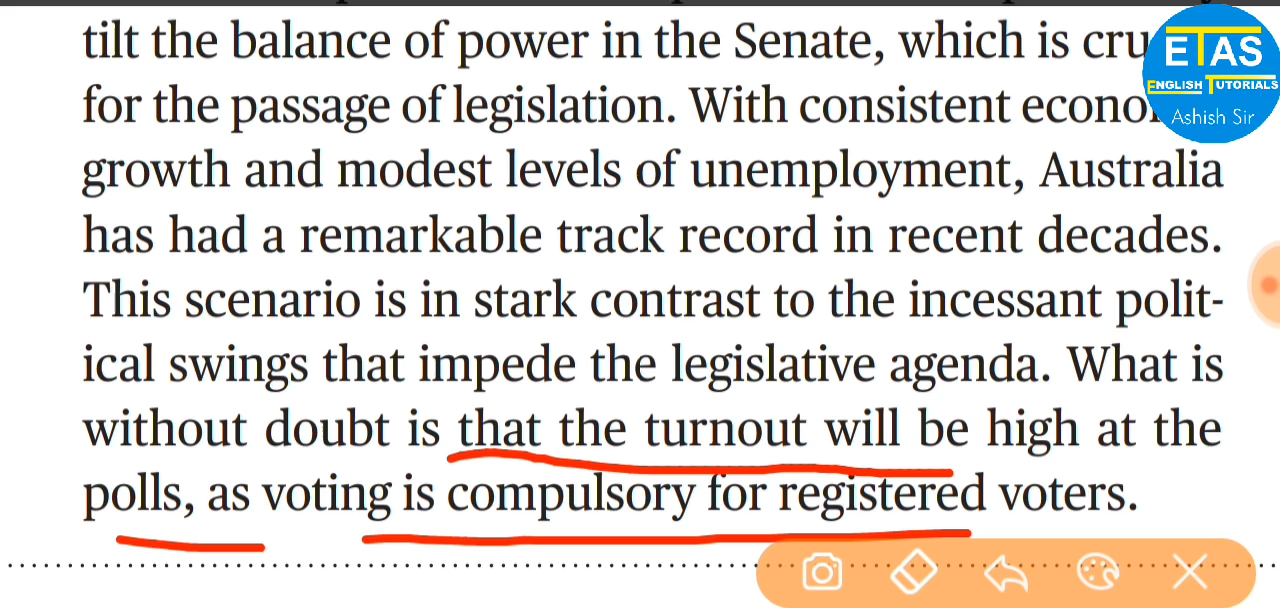 tilt the balance of power in the Senate, which is
for the passage of legislation. With consistent
growth and modest levels of unemployment, Australia
has had a remarkable track record in recent decades.
This scenario is in stark contrast to the incessant polit-
ical swings that impede the legislative agenda. What is
without doubt is that the turnout will be high at the
polls, as voting is compulsory for registered voters.
ETAS
ENGLISH TUTORIALS
Ashish Sir